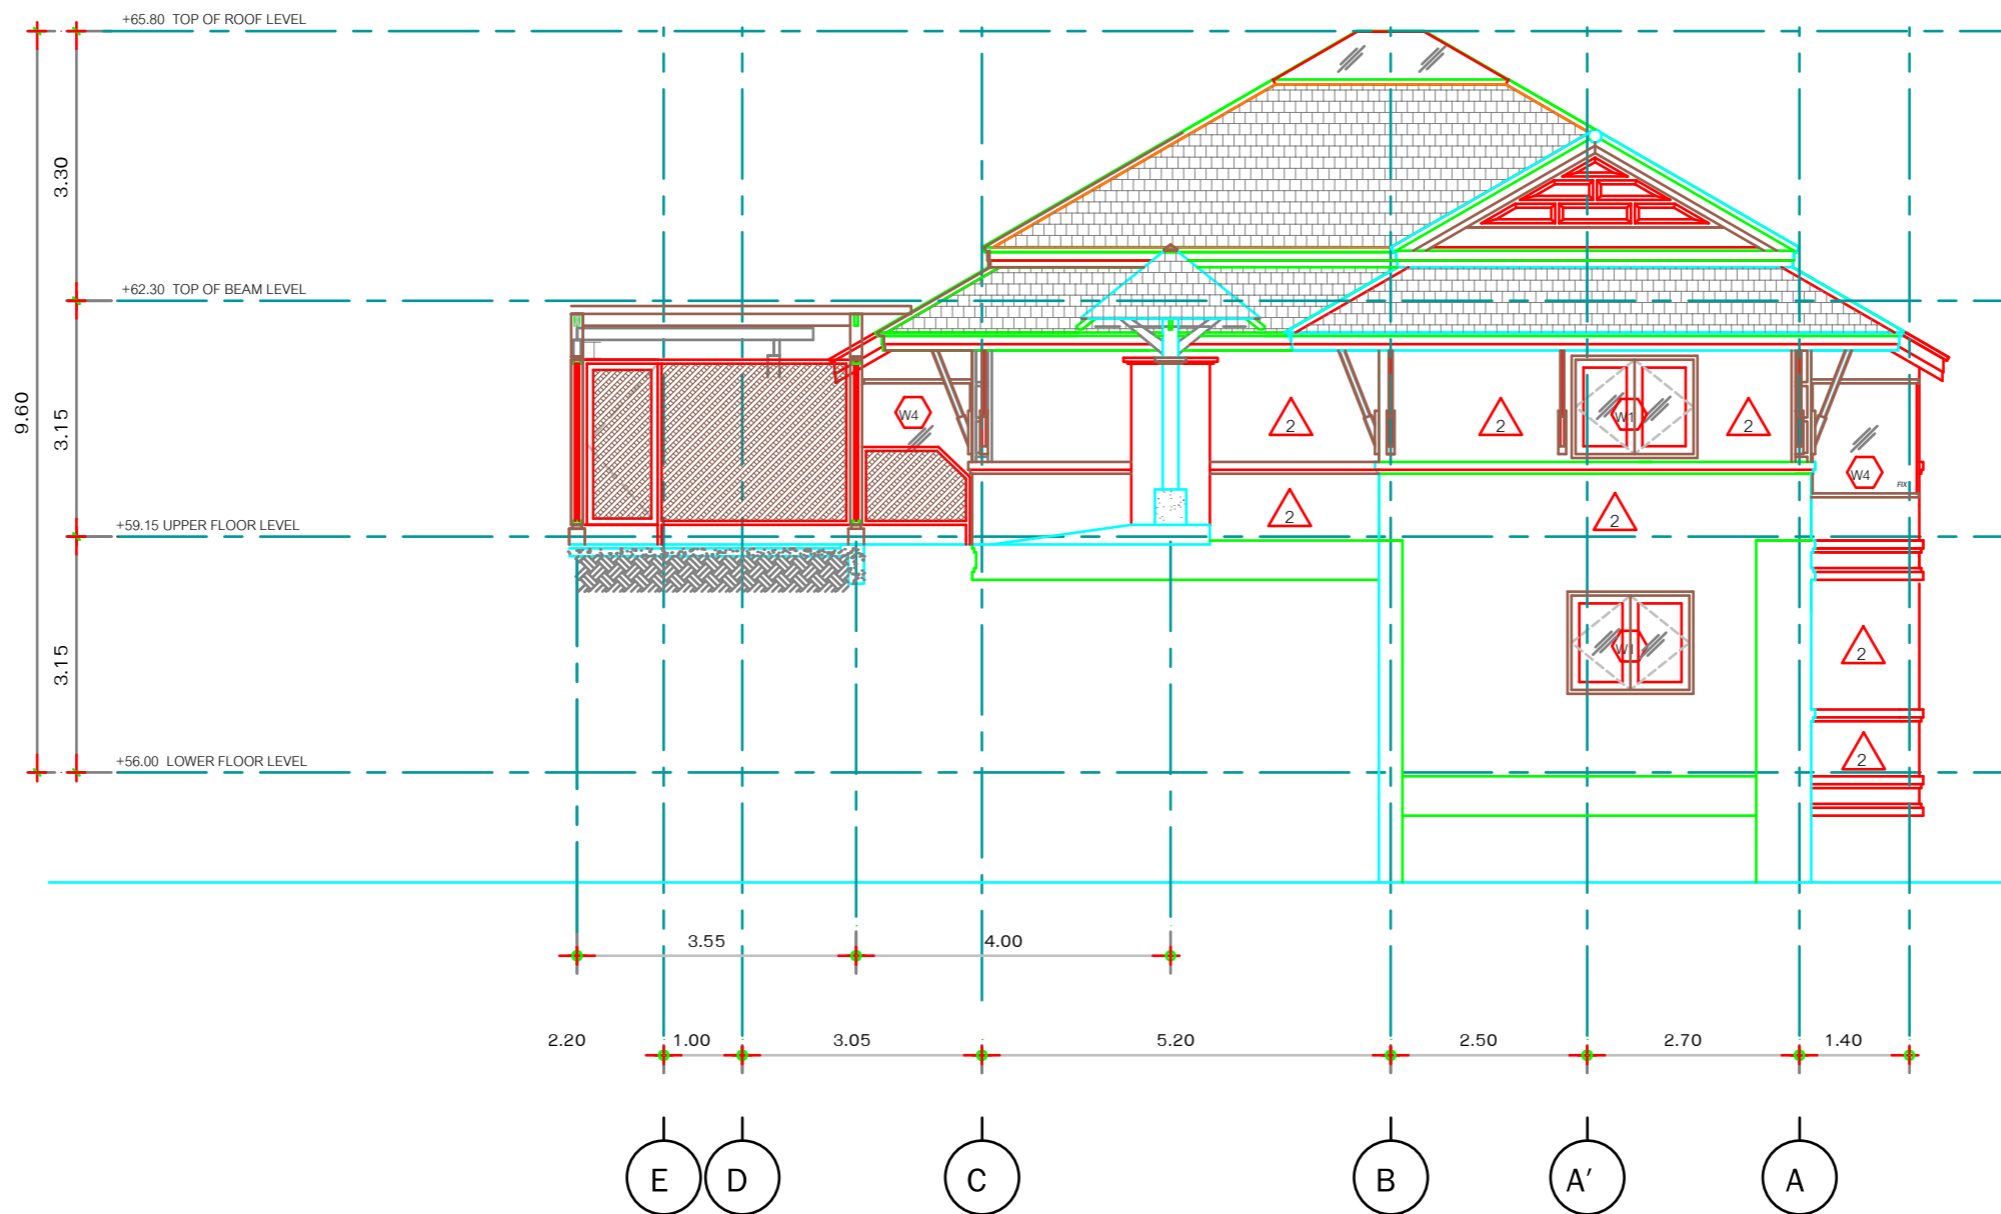 +65.80 TOP OF ROOF LEVEL
3.30
+62.30 TOP OF BEAM LEVEL
9.60
3.15
W4
2
2
W1
2
W4
FIX
2
2
+59.15 UPPER FLOOR LEVEL
3.15
W1
2
2
+56.00 LOWER FLOOR LEVEL
3.55
4.00
2.20
1.00
3.05
5.20
2.50
2.70
1.40
E
D
C
B
A'
A